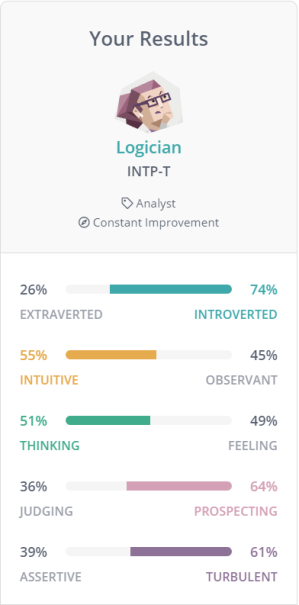 Your Results
Logician
INTP-T
Analyst
Constant Improvement
26% 74%
EXTRAVERTED INTROVERTED
55% 45%
INTUITIVE OBSERVANT
51% 49%
THINKING FEELING
36% 64%
JUDGING PROSPECTING
39% 61%
ASSERTIVE TURBULENT